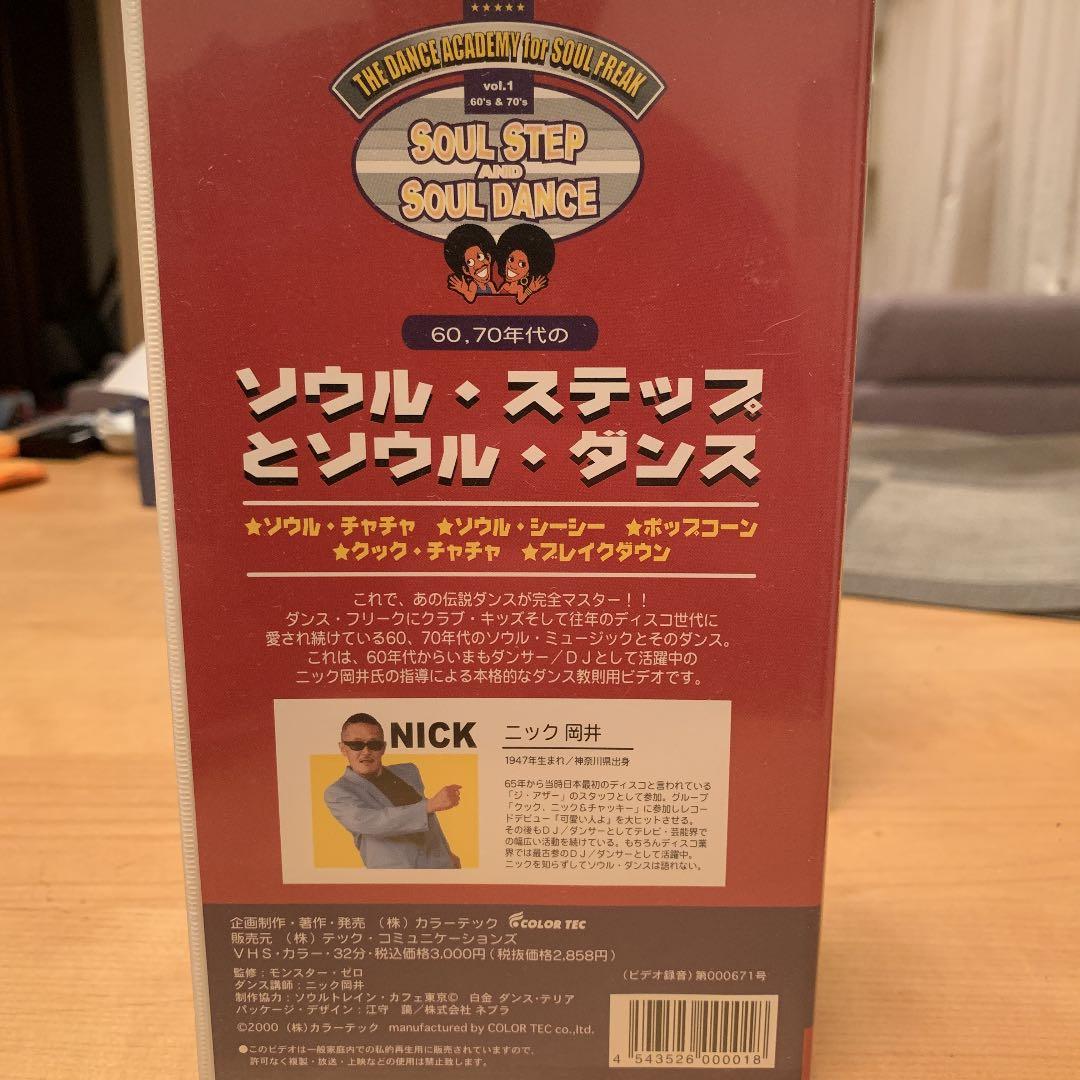 ★★★★★
THE DANCE ACADEMY for SOUL FREAK
vol.1
60's & 70's
SOUL STEP
AND
SOUL DANCE
60,70年代の
ソウル・ステップ
とソウル・ダンス
★ソウル・チャチャ ★ソウル・シーシー ★ポップコーン
★クック・チャチャ ★ブレイクダウン
これで、あの伝説ダンスが完全マスター！！
ダンス・フリークにクラブ・キッズそして往年のディスコ世代に
愛され続けている60、70年代のソウル・ミュージックとそのダンス。
これは、60年代からいまもダンサー／ＤＪとして活躍中の
ニック岡井氏の指導による本格的なダンス教則用ビデオです。
NICK
ニック 岡井
1947年生まれ／神奈川県出身
65年から当時日本最初のディスコと言われている
「ジ・アザー」のスタッフとして参加。グループ
「クック、ニック＆チャッキー」に参加しレコー
ドデビュー「可愛い人よ」を大ヒットさせる。
その後もＤＪ／ダンサーとしてテレビ・芸能界で
の幅広い活動を続けている。もちろんディスコ業
界では最古参のＤＪ／ダンサーとして活躍中。
ニックを知らずしてソウル・ダンスは語れない。
企画制作・著作・発売 （株）カラーテック COLOR TEC
販売元 （株）テック・コミュニケーションズ
ＶＨＳ・カラー・32分・税込価格3,000円（税抜価格2,858円）
監修：モンスター・ゼロ
（ビデオ録音）第000671号
ダンス講師：ニック岡井
制作協力：ソウルトレイン・カフェ東京© 白金 ダンス・テリア
パッケージ・デザイン：江守 藹／株式会社 ネプラ
©2000（株）カラーテック manufactured by COLOR TEC co.,ltd.
●このビデオは一般家庭内での私的再生用に販売されていますので、
許可なく複製・放送・上映などの使用は禁止致します。
4 543526 000018